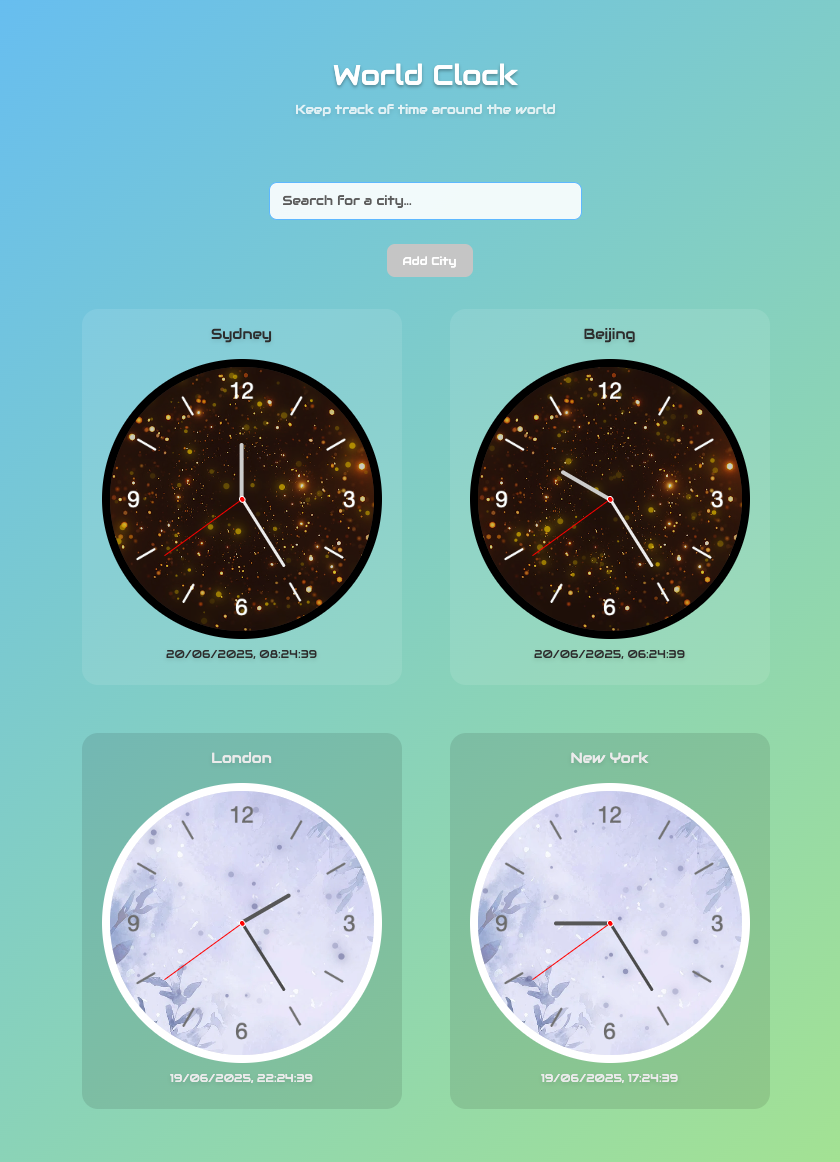 World Clock
Keep track of time around the world
Search for a city...
Add City
Sydney
12
9
3
6
20/06/2025, 08:24:39
Beijing
12
9
3
6
20/06/2025, 06:24:39
London
12
9
3
6
19/06/2025, 22:24:39
New York
12
9
3
6
19/06/2025, 17:24:39